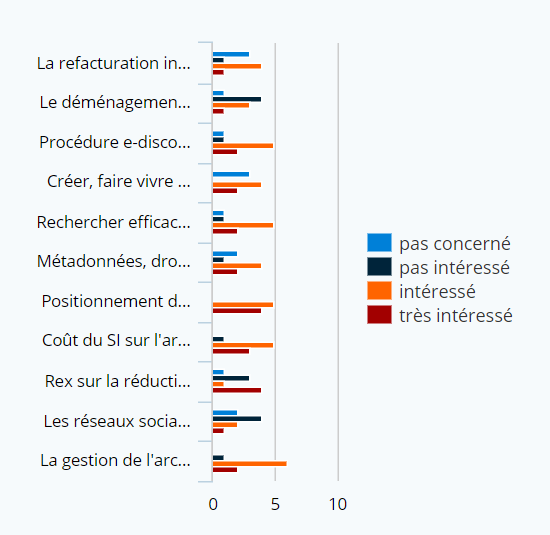 La refacturation in...
Le déménagemen...
Procédure e-disco...
Créer, faire vivre ...
Rechercher efficac...
Métadonnées, dro...
Positionnement d...
Coût du SI sur l'ar...
Rex sur la réducti...
Les réseaux socia...
La gestion de l'arc...
0 5 10
pas concerné
pas intéressé
intéressé
très intéressé